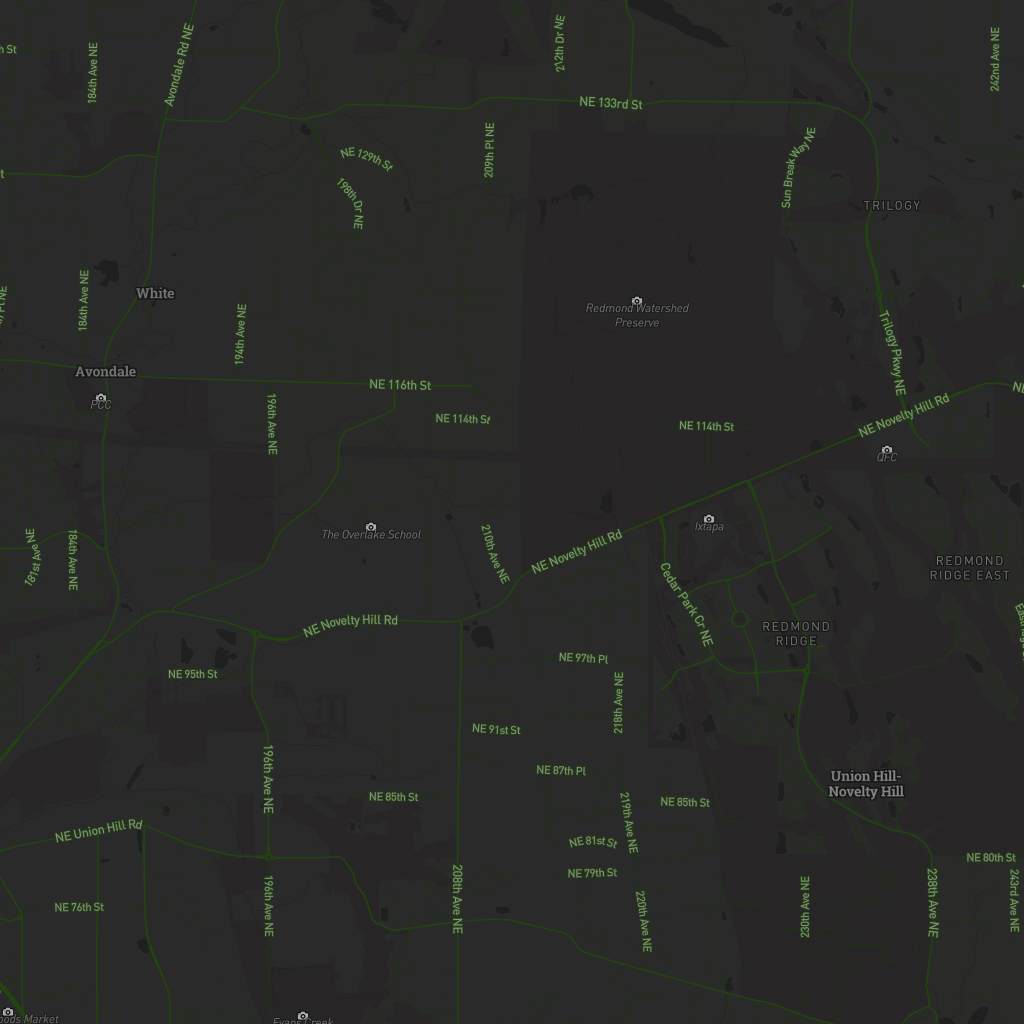 212th Dr NE
242nd Ave NE
184th Ave NE
Avondale Rd NE
NE 133rd St
209th Pl NE
NE 129th St
Sun Break Way NE
198th Dr NE
TRILOGY
184th Ave NE
White
Redmond Watershed
Preserve
194th Ave NE
Trilogy Pkwy NE
Avondale
NE 116th St
NE
PCC
196th Ave NE
NE 114th St
NE 114th St
NE Novelty Hill Rd
QFC
The Overlake School
Ixtapa
181st Ave NE
184th Ave NE
210th Ave NE
NE Novelty Hill Rd
REDMOND
RIDGE EAST
Cedar Park Cr NE
NE Novelty Hill Rd
REDMOND
RIDGE
NE 95th St
NE 97th Pl
218th Ave NE
NE 91st St
196th Ave NE
NE 87th Pl
Union Hill-
Novelty Hill
NE 85th St
NE 85th St
219th Ave NE
NE Union Hill Rd
NE 81st St
NE 80th St
NE 79th St
196th Ave NE
208th Ave NE
NE 76th St
220th Ave NE
230th Ave NE
238th Ave NE
243rd Ave NE
Market
Evans Creek